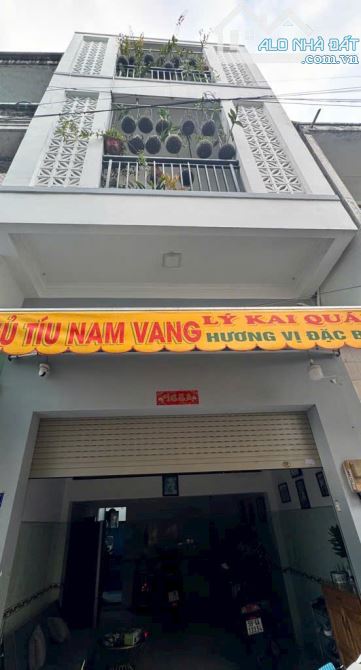 ALO NHÀ ĐẤT
.com.vn
Ủ TÍU NAM VANG
LÝ KAI QUÁ
HƯƠNG VỊ ĐẶC B